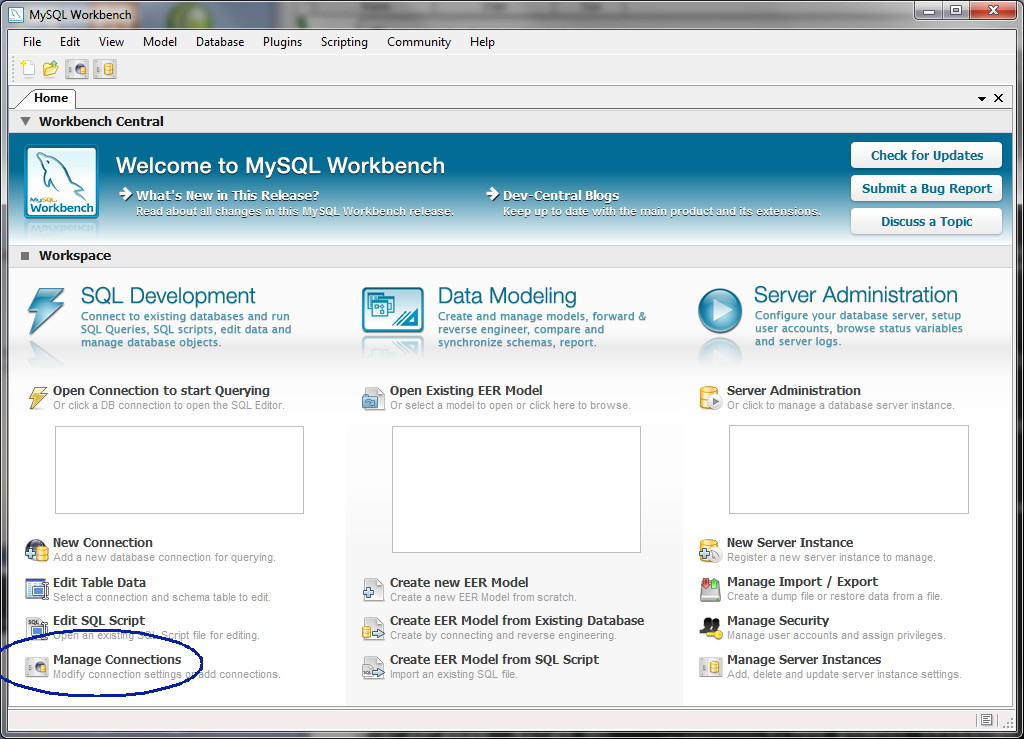 MySQL Workbench
File Edit View Model Database Plugins Scripting Community Help
Home
Workbench Central
MySQL
Workbench
Welcome to MySQL Workbench
What's New in This Release?
Read about all changes in this MySQL Workbench release.
Dev-Central Blogs
Keep up to date with the main product and its extensions.
Check for Updates
Submit a Bug Report
Discuss a Topic
Workspace
SQL Development
Connect to existing databases and run
SQL Queries, SQL scripts, edit data and
manage database objects.
Open Connection to start Querying
Or click a DB connection to open the SQL Editor.
New Connection
Add a new database connection for querying.
Edit Table Data
Select a connection and schema table to edit.
SQL
Edit SQL Script
Open an existing SQL Script file for editing.
Manage Connections
Modify connection settings or add connections.
Data Modeling
Create and manage models, forward &
reverse engineer, compare and
synchronize schemas, report.
Open Existing EER Model
Or select a model to open or click here to browse.
Create new EER Model
Create a new EER Model from scratch.
Create EER Model from Existing Database
Create by connecting and reverse engineering.
Create EER Model from SQL Script
Import an existing SQL file.
Server Administration
Configure your database server, setup
user accounts, browse status variables
and server logs.
Server Administration
Or click to manage a database server instance.
New Server Instance
Register a new server instance to manage.
Manage Import / Export
Create a dump file or restore data from a file.
Manage Security
Manage user accounts and assign privileges.
Manage Server Instances
Add, delete and update server instance settings.